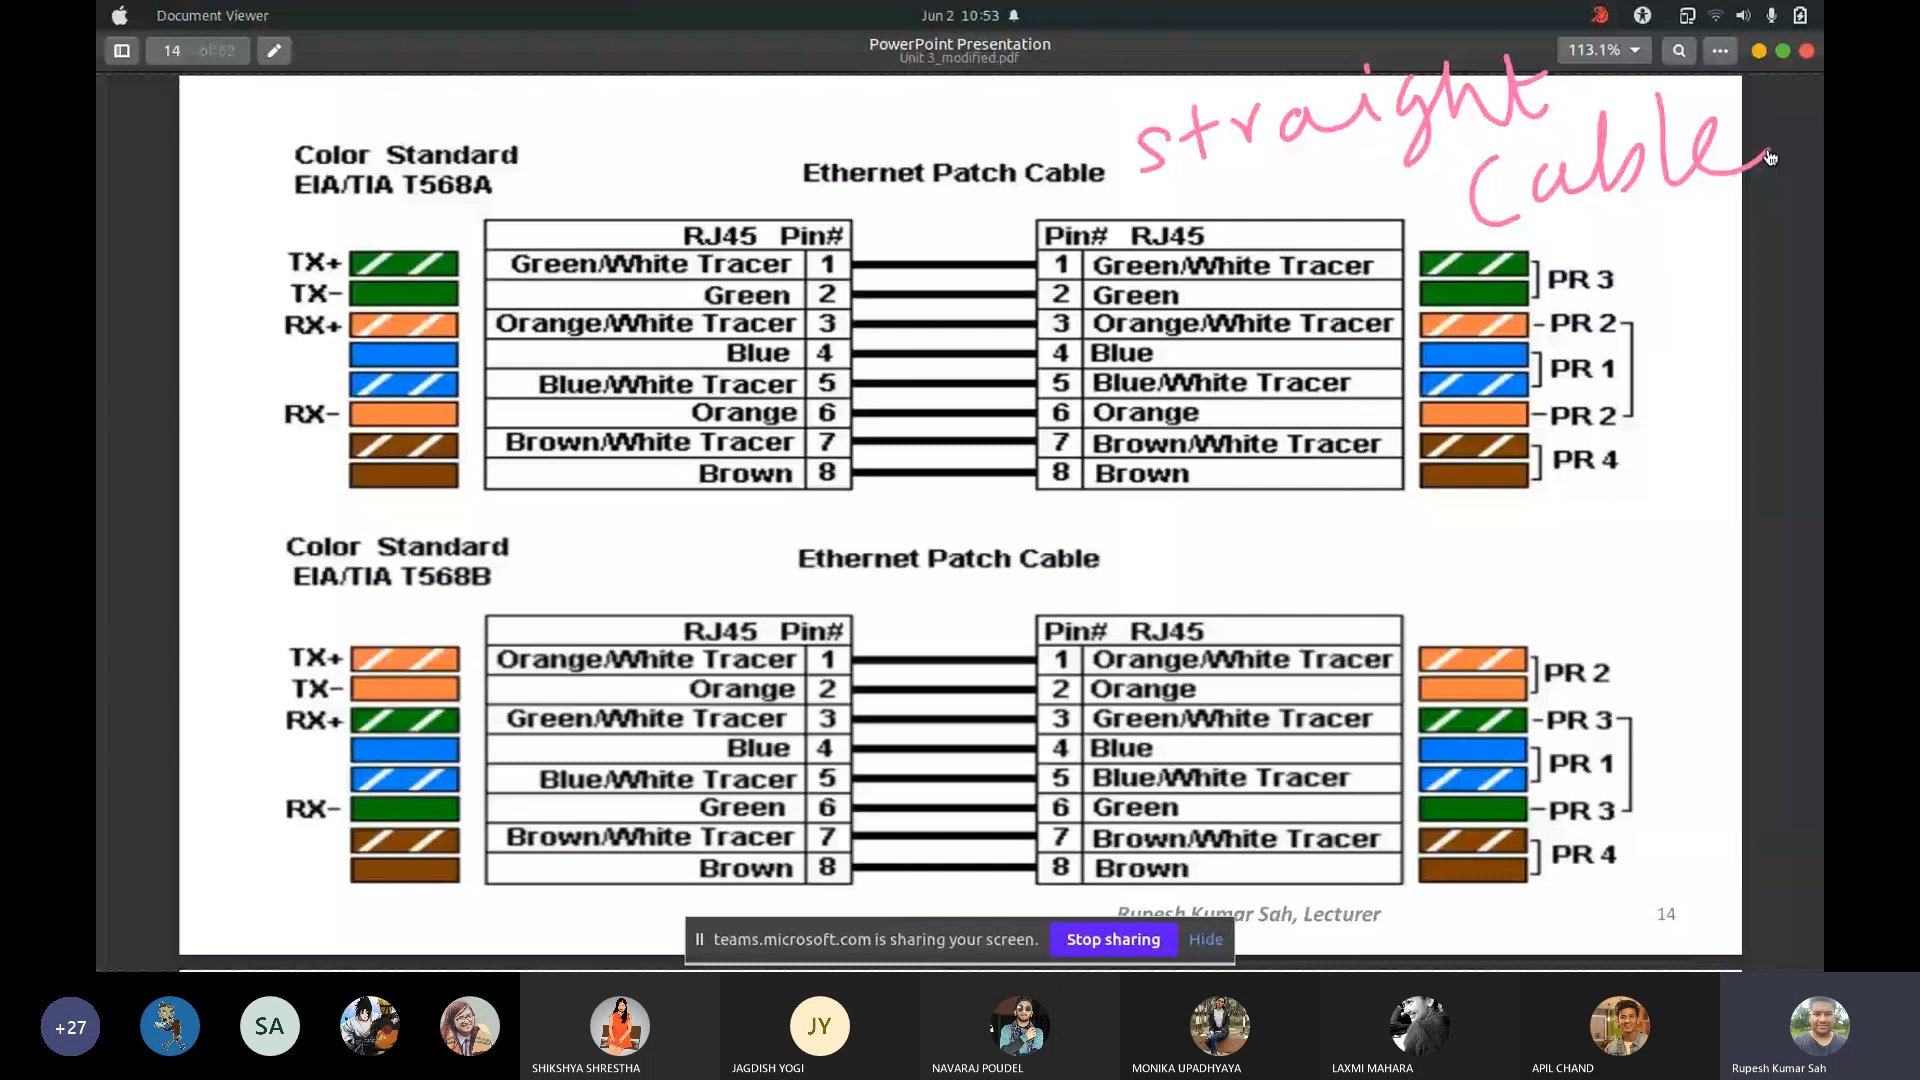 Document Viewer
Jun 2 10:53
14 of 62
PowerPoint Presentation
Unit 3_modified.pdf
113.1%
straight
Cable
Color Standard
EIA/TIA T568A
Ethernet Patch Cable
RJ45 Pin#
Pin# RJ45
TX+ Green/White Tracer 1 1 Green/White Tracer
TX- Green 2 2 Green
PR 3
RX+ Orange/White Tracer 3 3 Orange/White Tracer PR 2
Blue 4 4 Blue
Blue/White Tracer 5 5 Blue/White Tracer
PR 1
RX- Orange 6 6 Orange PR 2
Brown/White Tracer 7 7 Brown/White Tracer
Brown 8 8 Brown
PR 4
Color Standard
EIA/TIA T568B
Ethernet Patch Cable
RJ45 Pin#
Pin# RJ45
TX+ Orange/White Tracer 1 1 Orange/White Tracer
TX- Orange 2 2 Orange
PR 2
RX+ Green/White Tracer 3 3 Green/White Tracer PR 3
Blue 4 4 Blue
Blue/White Tracer 5 5 Blue/White Tracer
PR 1
RX- Green 6 6 Green PR 3
Brown/White Tracer 7 7 Brown/White Tracer
Brown 8 8 Brown
PR 4
Rupesh Kumar Sah, Lecturer
14
teams.microsoft.com is sharing your screen. Stop sharing Hide
+27
SA
JY
SHIKSHYA SHRESTHA
JAGDISH YOGI
NAVARAJ POUDEL
MONIKA UPADHYAYA
LAXMI MAHARA
APIL CHAND
Rupesh Kumar Sah